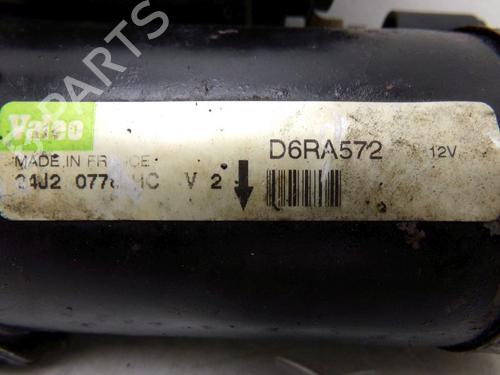 Valeo
MADE IN FRANCE
D6RA572 12V
V 2
PARTS